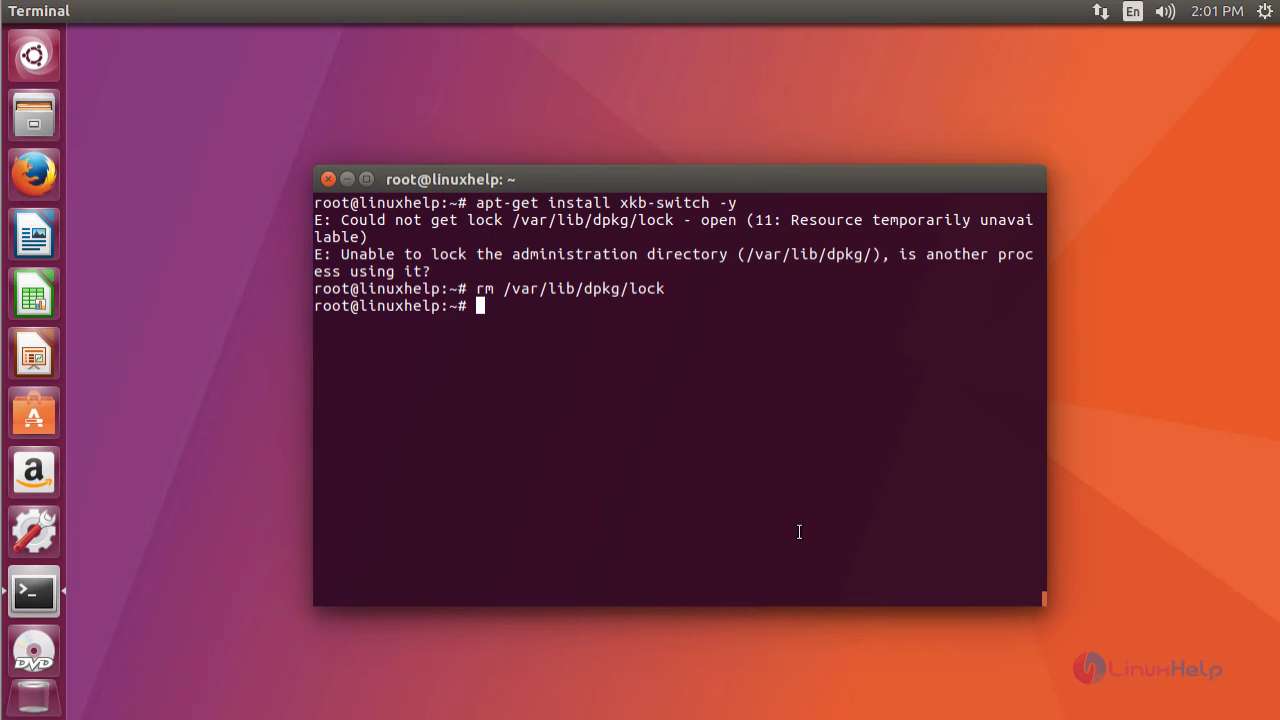 Terminal
En
2:01 PM
root@linuxhelp: ~
root@linuxhelp:~# apt-get install xkb-switch -y
E: Could not get lock /var/lib/dpkg/lock - open (11: Resource temporarily unavai
lable)
E: Unable to lock the administration directory (/var/lib/dpkg/), is another proc
ess using it?
root@linuxhelp:~# rm /var/lib/dpkg/lock
root@linuxhelp:~#
A
a
>_
DVD
LinuxHelp